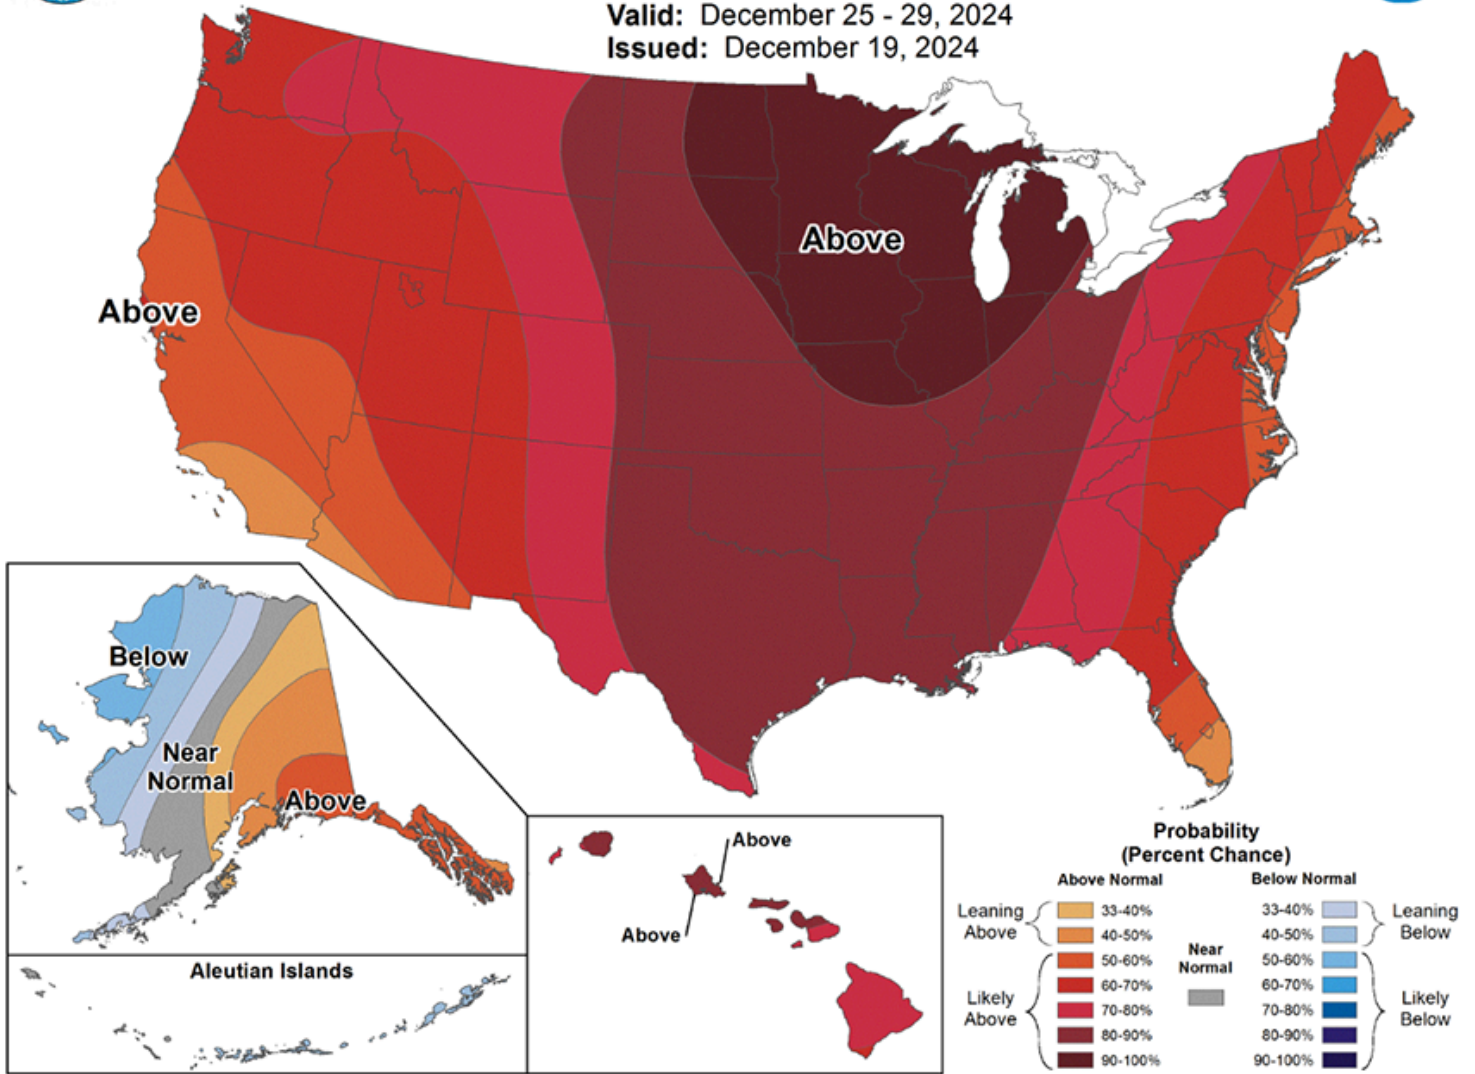 Valid: December 25 - 29, 2024
Issued: December 19, 2024
Above
Above
Below
Near
Normal
Above
Aleutian Islands
Above
Above
Probability
(Percent Chance)
Above Normal
Below Normal
Leaning
Above
33-40%
40-50%
Likely
Above
50-60%
60-70%
70-80%
80-90%
90-100%
Near
Normal
33-40%
40-50%
Leaning
Below
50-60%
60-70%
70-80%
80-90%
90-100%
Likely
Below